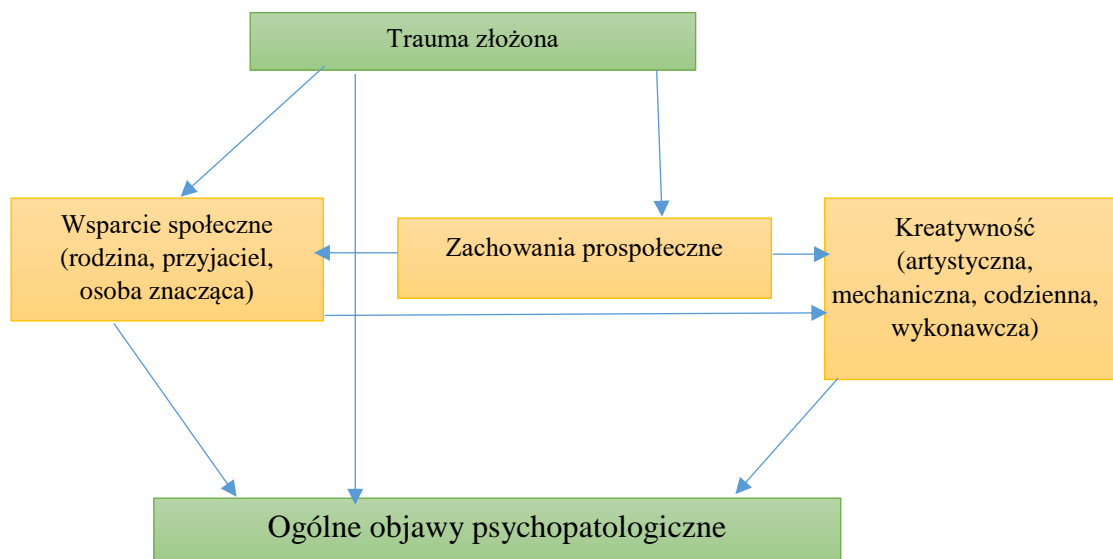 Trauma złożona
Wsparcie społeczne
(rodzina, przyjaciel,
osoba znacząca)
Zachowania prospołeczne
Kreatywność
(artystyczna,
mechaniczna, codzienna,
wykonawcza)
Ogólne objawy psychopatologiczne